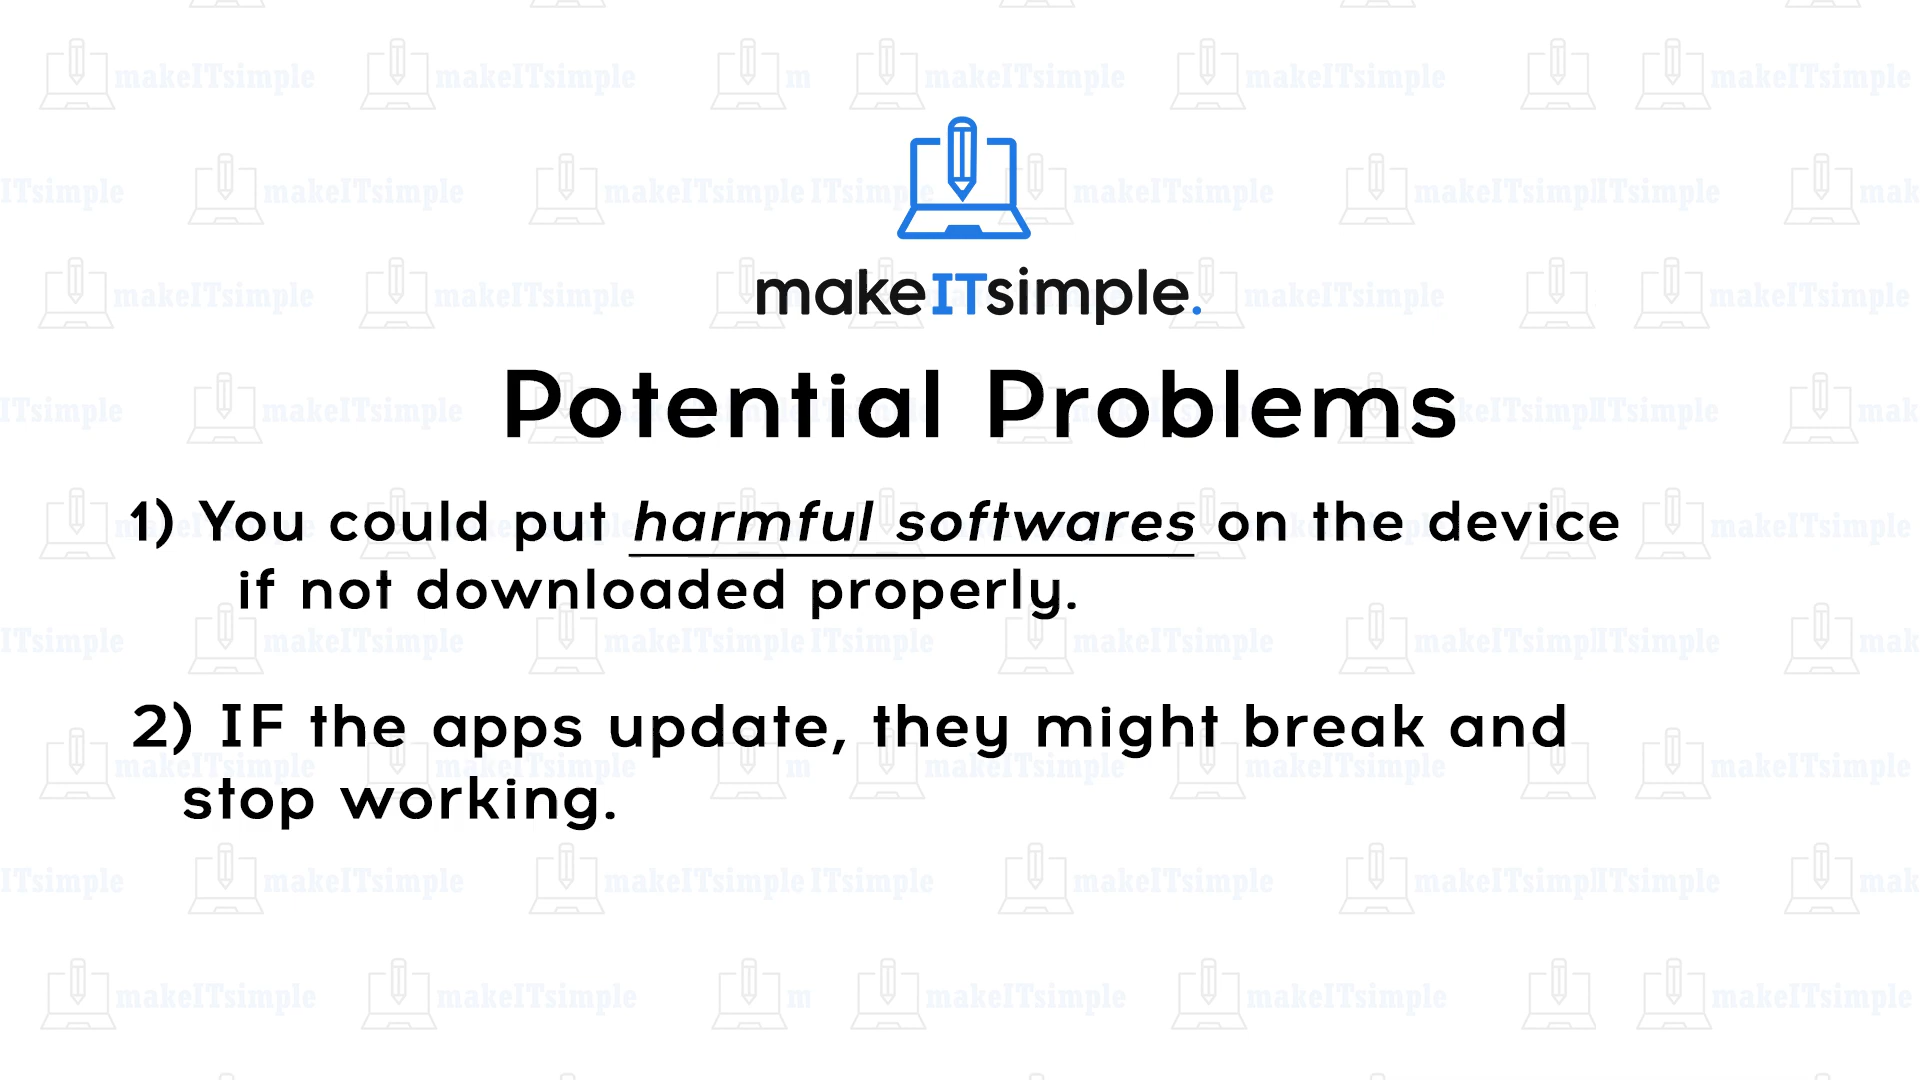 makeITsimple.
Potential Problems
1) You could put harmful softwares on the device
if not downloaded properly.
2) IF the apps update, they might break and
stop working.